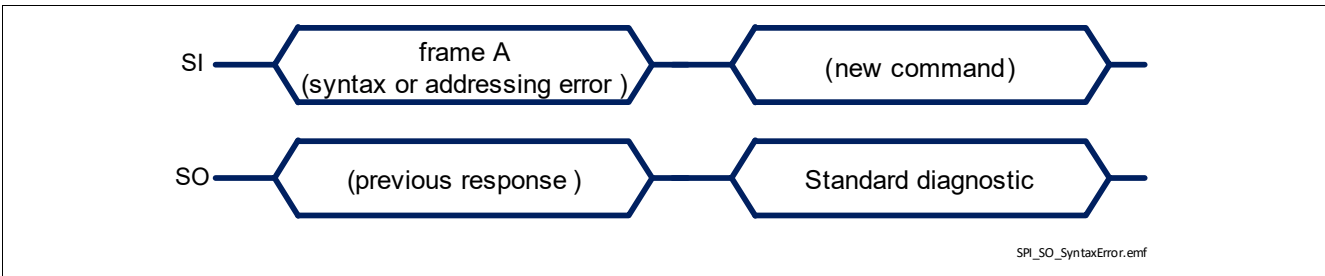 SI
frame A
(syntax or addressing error )
(new command)
SO
(previous response )
Standard diagnostic
SPI_SO_SyntaxError.emf